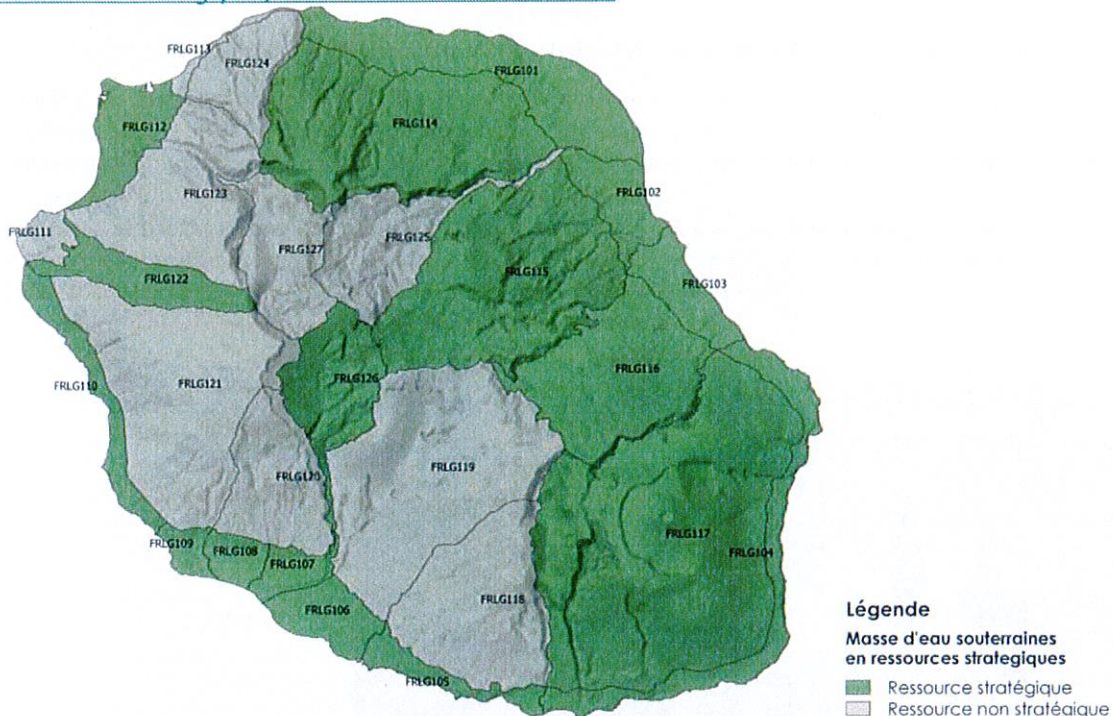 FRLG113
FRLG124
FRLG101
FRLG112
FRLG114
FRLG123
FRLG102
FRLG111
FRLG127
FRLG125
FRLG122
FRLG115
FRLG103
FRLG110
FRLG121
FRLG126
FRLG116
FRLG119
FRLG120
FRLG117
FRLG109
FRLG108
FRLG104
FRLG107
FRLG118
FRLG106
FRLG105
Légende
Masse d'eau souterraines
en ressources strategiques
Ressource stratégique
Ressource non stratégique